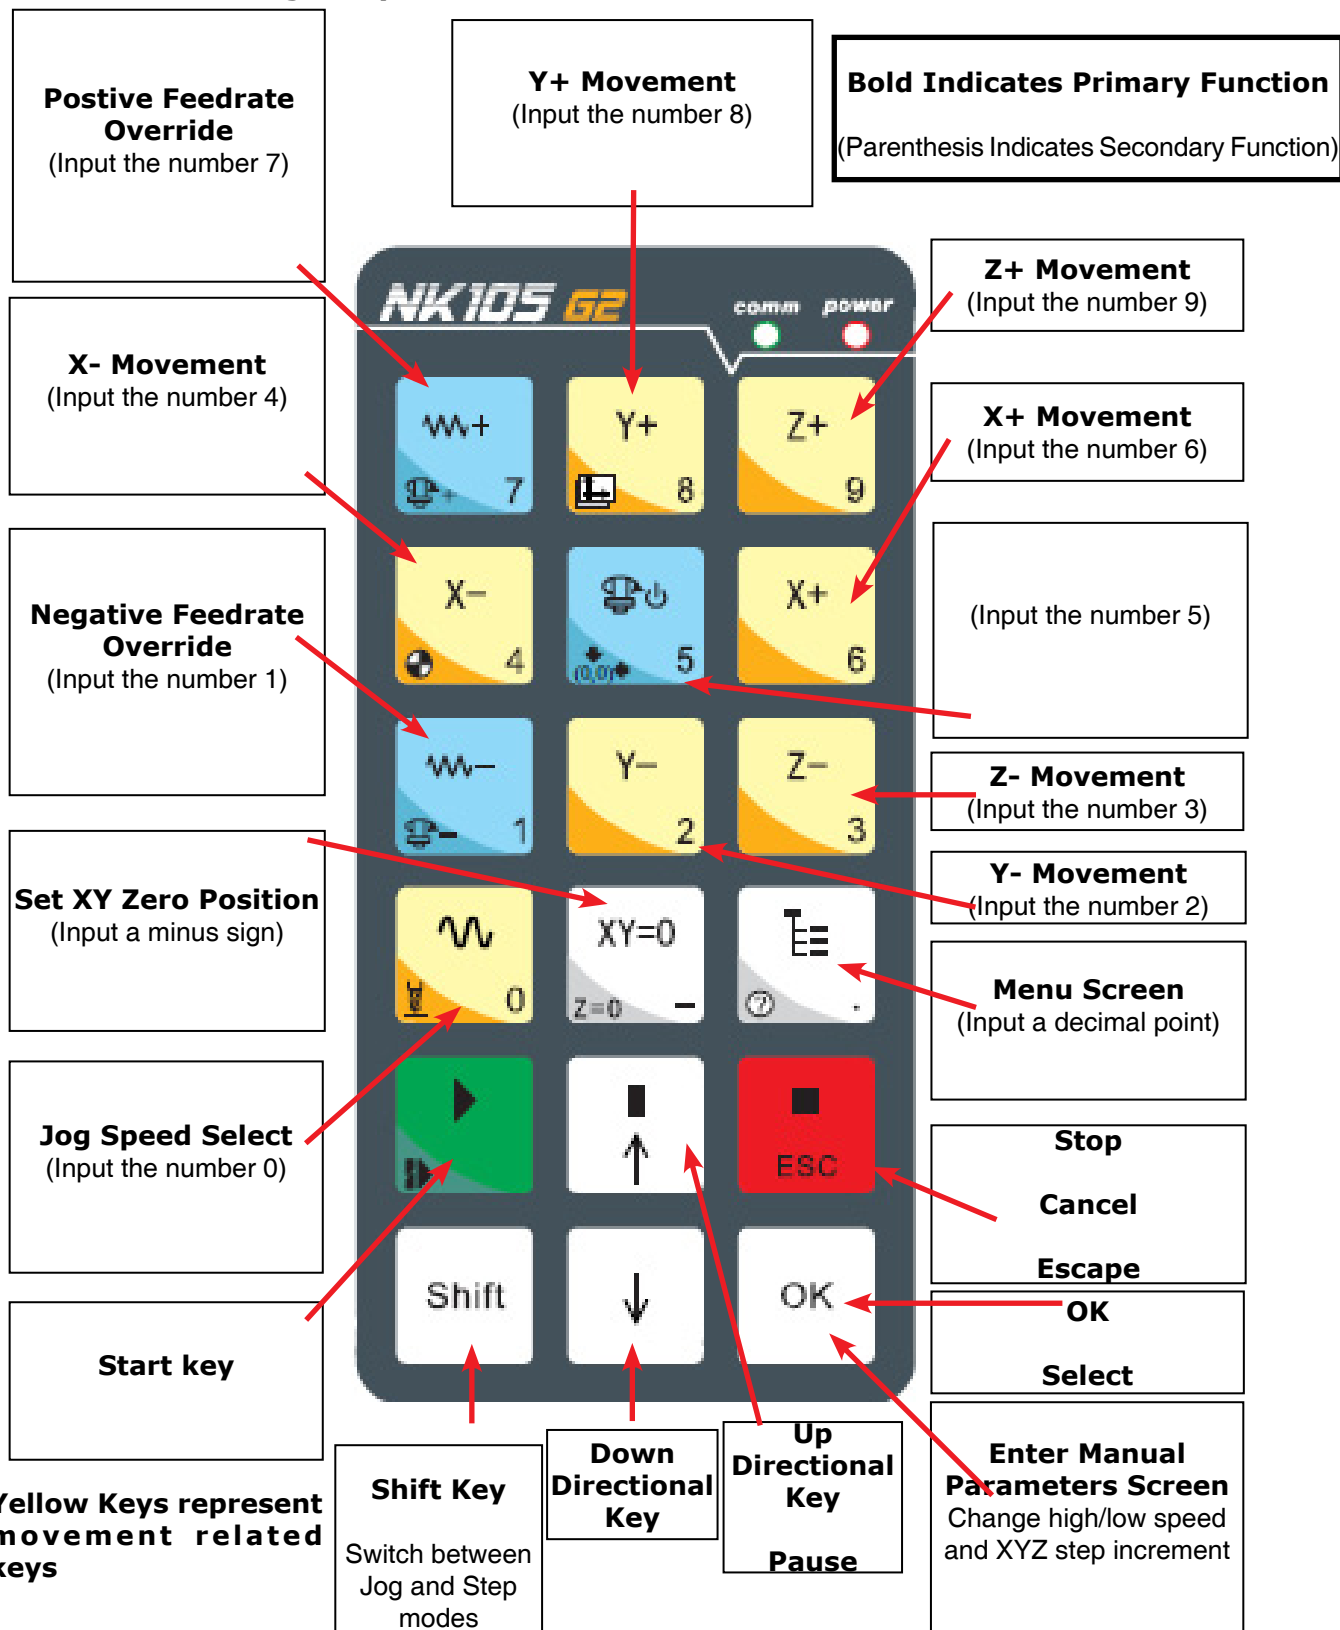 Postive Feedrate
Override
(Input the number 7)
Y+ Movement
(Input the number 8)
Bold Indicates Primary Function
(Parenthesis Indicates Secondary Function)
X- Movement
(Input the number 4)
Z+ Movement
(Input the number 9)
X+ Movement
(Input the number 6)
Negative Feedrate
Override
(Input the number 1)
(Input the number 5)
Set XY Zero Position
(Input a minus sign)
Z- Movement
(Input the number 3)
Y- Movement
(Input the number 2)
Jog Speed Select
(Input the number 0)
Menu Screen
(Input a decimal point)
Start key
Stop
Cancel
Escape
OK
Select
NK105 G2
comm power
+
Y+
Z+
+ 7
8
9
X-
X+
4
(0,0) 5
6
-
Y-
Z-
- 1
2
3
XY=0
0
Z=0 -
? .
ESC
Shift
OK
Yellow Keys represent
movement related
keys
Shift Key
Switch between
Jog and Step
modes
Down
Directional
Key
Up
Directional
Key
Pause
Enter Manual
Parameters Screen
Change high/low speed
and XYZ step increment